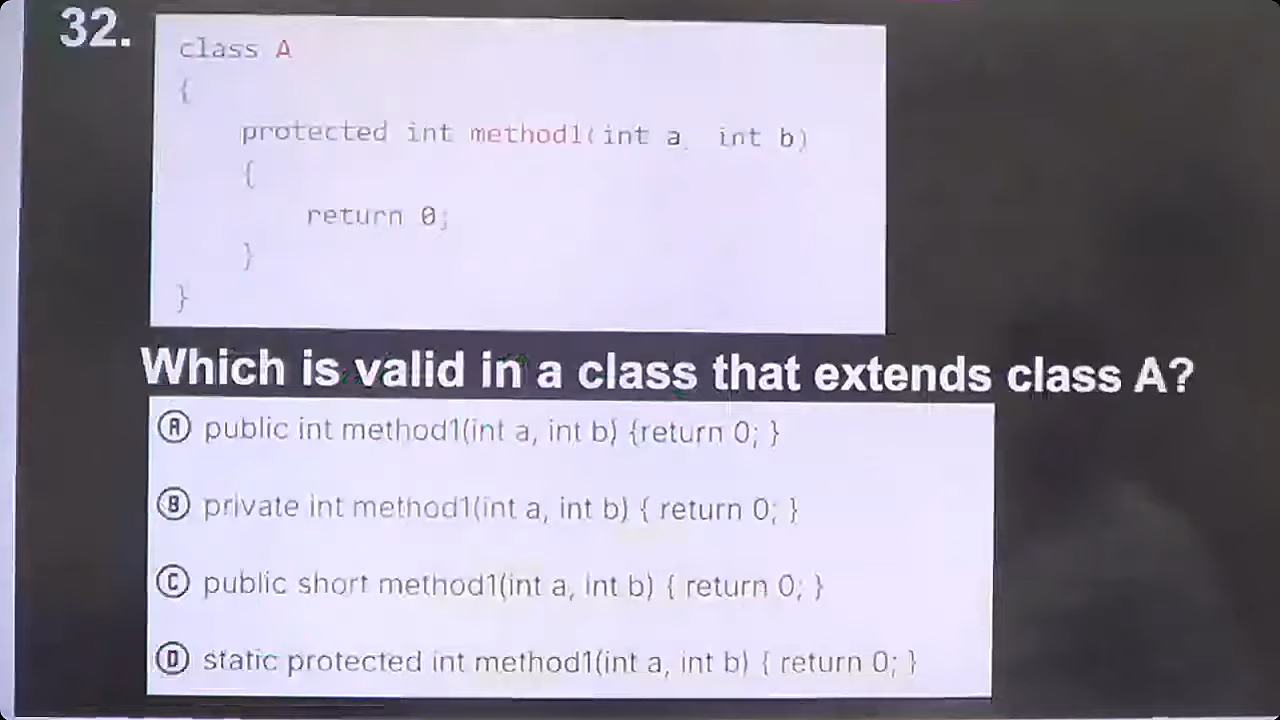 32.
class A
{
protected int method1(int a, int b)
{
return 0;
}
}
Which is valid in a class that extends class A?
A public int method1(int a, int b) {return 0; }
B private int method1(int a, int b) { return 0; }
C public short method1(int a, int b) { return 0; }
D static protected int method1(int a, int b) { return 0; }